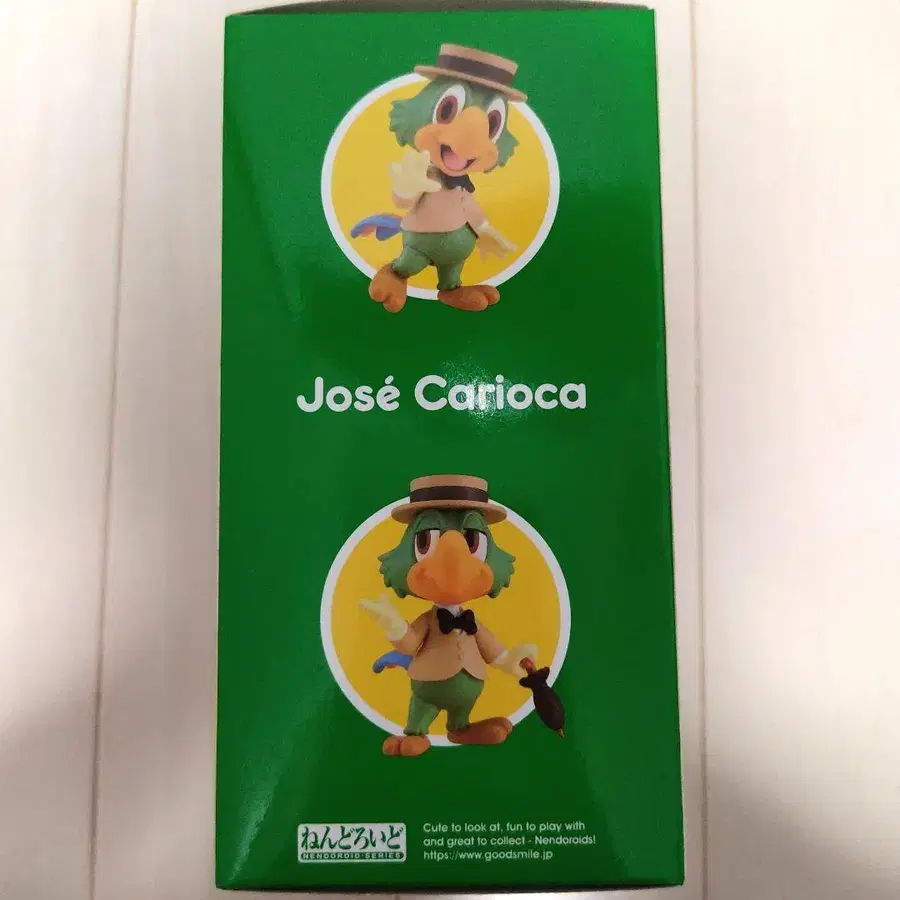 José Carioca
ねんどろいど
NENDOROID·SERIES
Cute to look at, fun to play with
and great to collect - Nendoroids!
https://www.goodsmile.jp